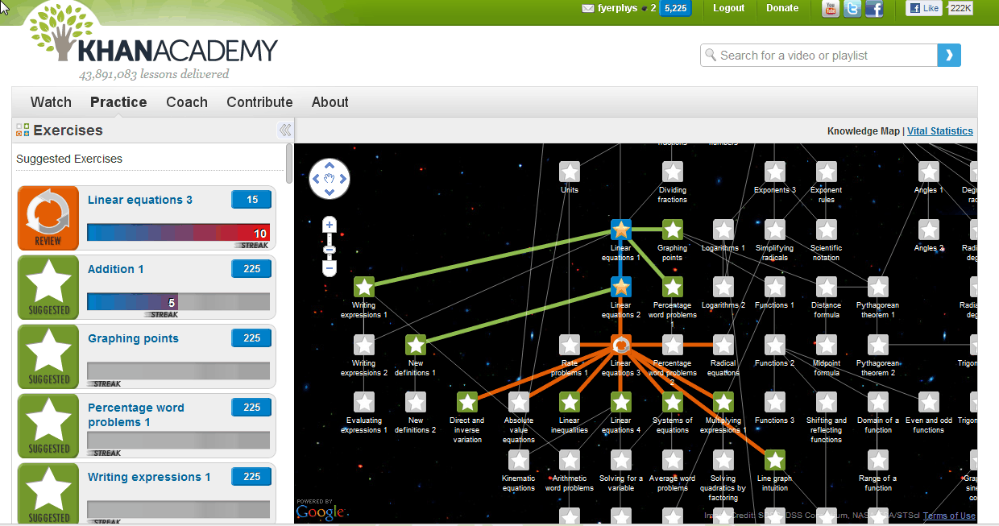 fyerphys 2 5,225 Logout Donate Like 222K
KHANACADEMY
43,891,083 lessons delivered
Search for a video or playlist
Watch Practice Coach Contribute About
Exercises
Knowledge Map | Vital Statistics
Suggested Exercises
Linear equations 3 15
10
STREAK
REVIEW
Addition 1 225
5
STREAK
SUGGESTED
Graphing points 225
STREAK
SUGGESTED
Percentage word
problems 1
225
STREAK
SUGGESTED
Writing expressions 1 225
STREAK
SUGGESTED
fractions
numbers
Units
Dividing
fractions
Exponents 3
Exponent
rules
Angles 1
Linear
equations 1
Graphing
points
Logarithms 1
Simplifying
radicals
Scientific
notation
Angles 2
Writing
expressions 1
Linear
equations 2
Percentage
word problems
1
Logarithms 2
Functions 1
Distance
formula
Pythagorean
theorem 1
Writing
expressions 2
New
definitions 1
Rate
problems 1
Linear
equations 3
Percentage
word problems
2
Radical
equations
Functions 2
Midpoint
formula
Pythagorean
theorem 2
Evaluating
expressions 1
New
definitions 2
Direct and
inverse
variation
Absolute
value
equations
Linear
inequalities
Linear
equations 4
Systems of
equations
Multiplying
expressions 1
Functions 3
Shifting and
reflecting
functions
Domain of a
function
Even and odd
functions
Kinematic
equations
Arithmetic
word problems
Solving for a
variable
Average word
problems
Solving
quadratics by
factoring
Line graph
intuition
Range of a
function
POWERED BY
Google
Terms of Use